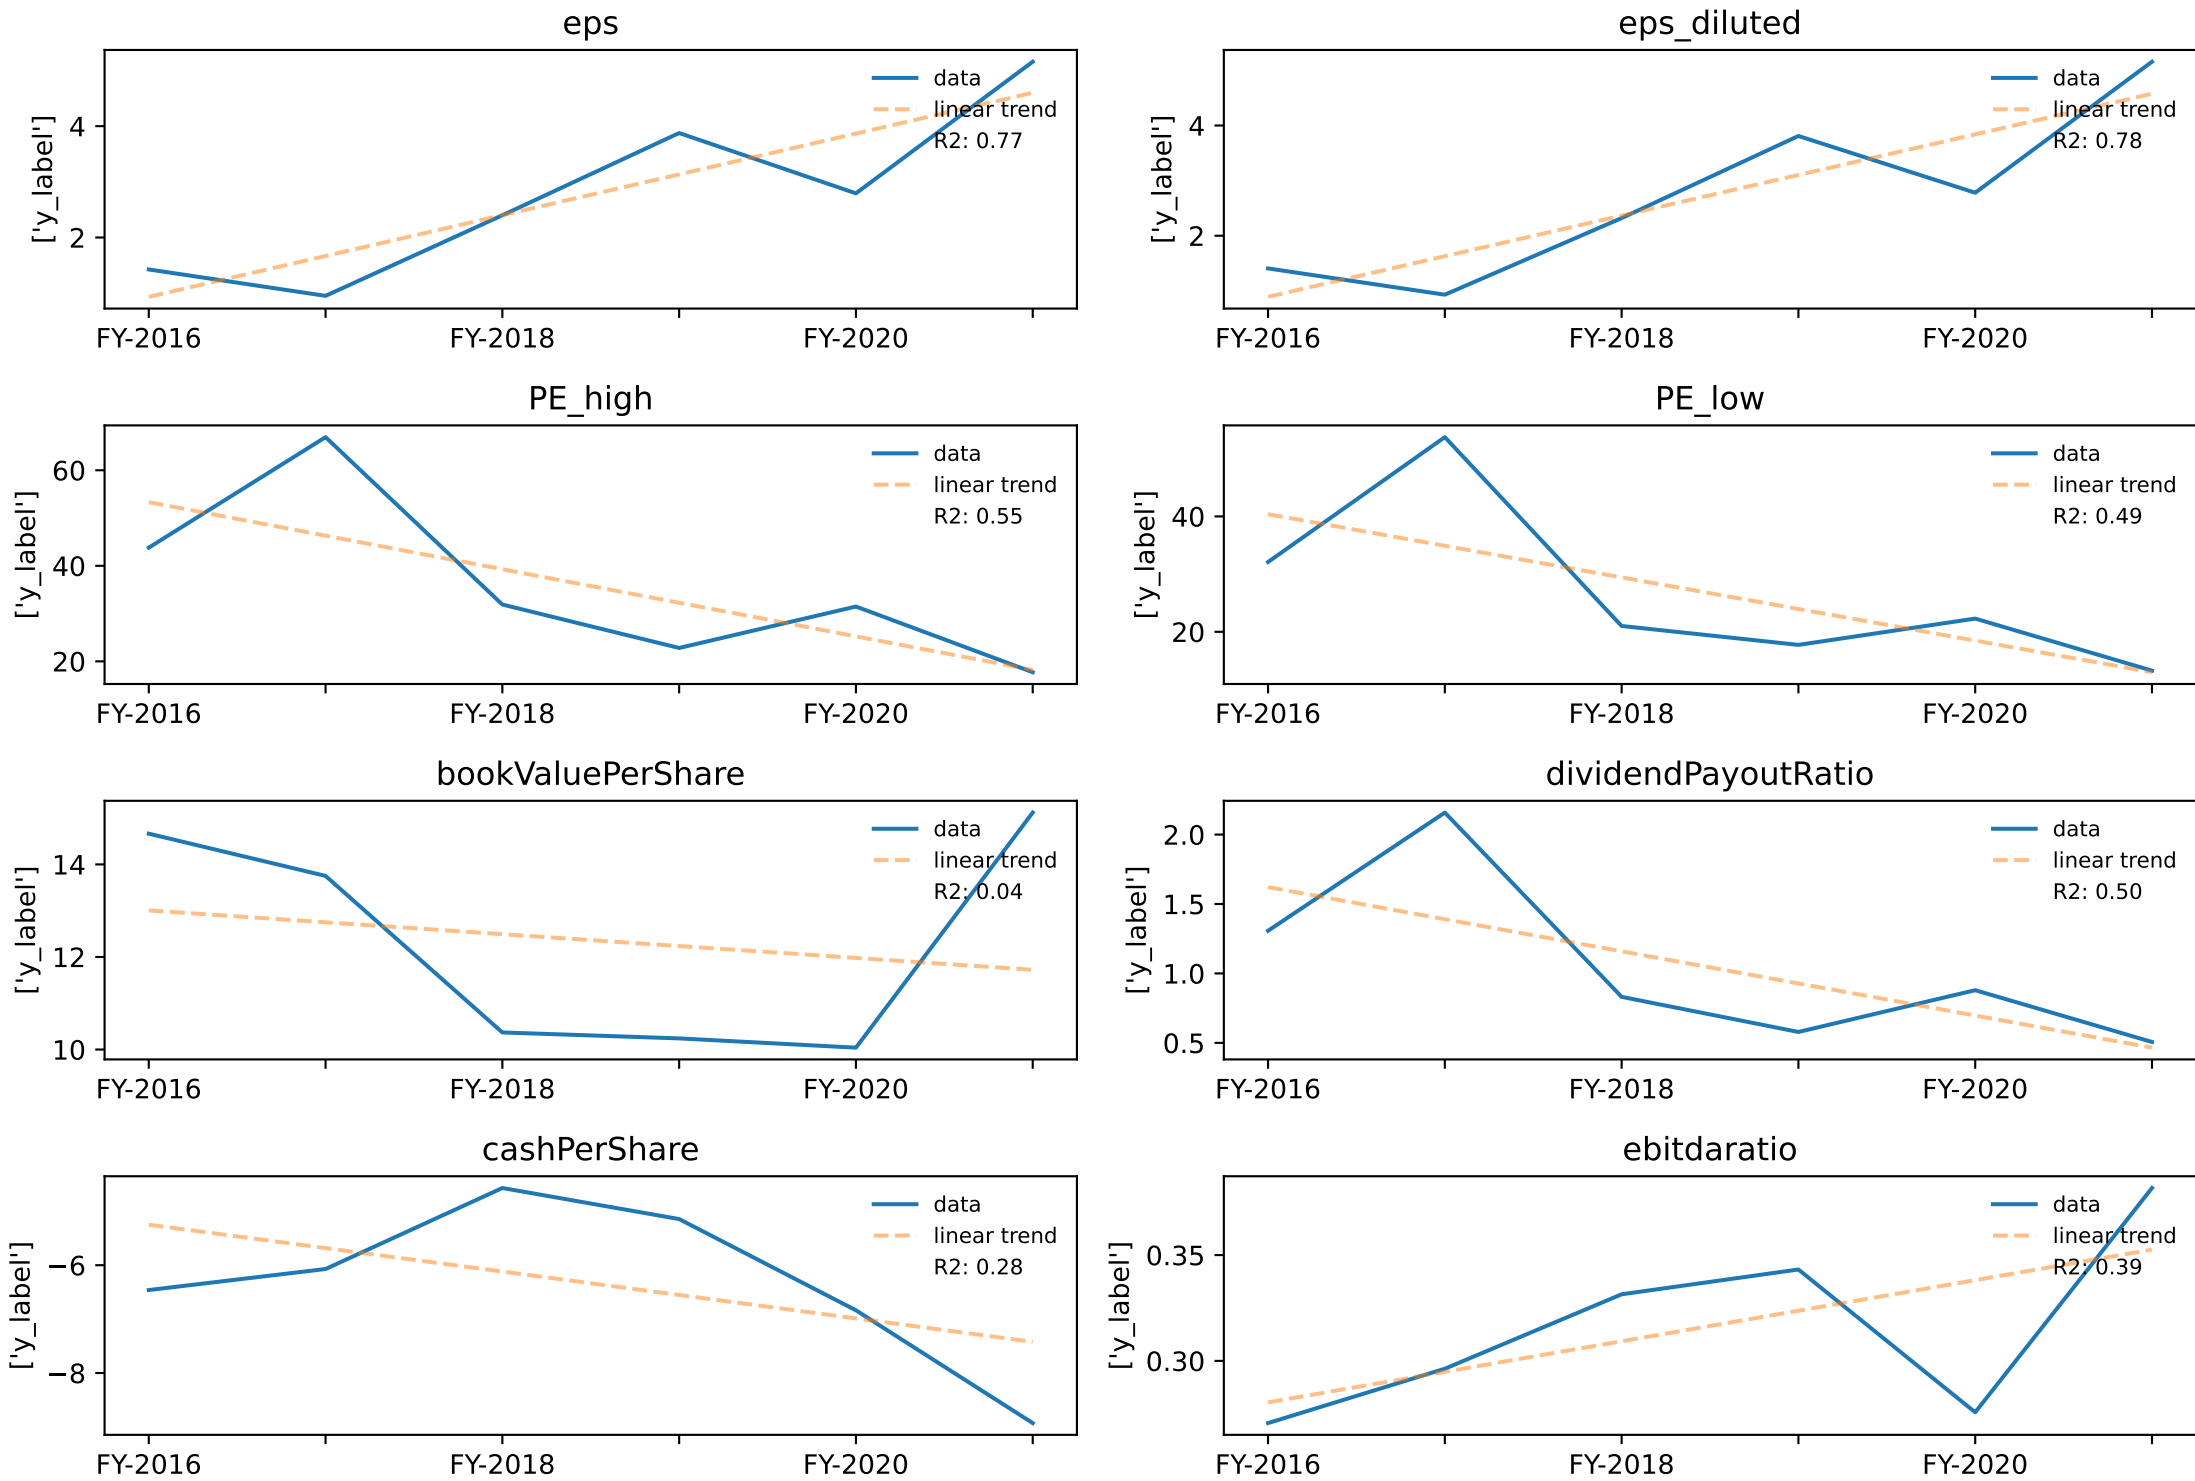 eps
['y_label']
4
2
data
linear trend
R2: 0.77
FY-2016
FY-2018
FY-2020
eps_diluted
['y_label']
4
2
data
linear trend
R2: 0.78
FY-2016
FY-2018
FY-2020
PE_high
['y_label']
60
40
20
data
linear trend
R2: 0.55
FY-2016
FY-2018
FY-2020
PE_low
['y_label']
40
20
data
linear trend
R2: 0.49
FY-2016
FY-2018
FY-2020
bookValuePerShare
['y_label']
14
12
10
data
linear trend
R2: 0.04
FY-2016
FY-2018
FY-2020
dividendPayoutRatio
['y_label']
2.0
1.5
1.0
0.5
data
linear trend
R2: 0.50
FY-2016
FY-2018
FY-2020
cashPerShare
['y_label']
−6
−8
data
linear trend
R2: 0.28
FY-2016
FY-2018
FY-2020
ebitdaratio
['y_label']
0.35
0.30
data
linear trend
R2: 0.39
FY-2016
FY-2018
FY-2020